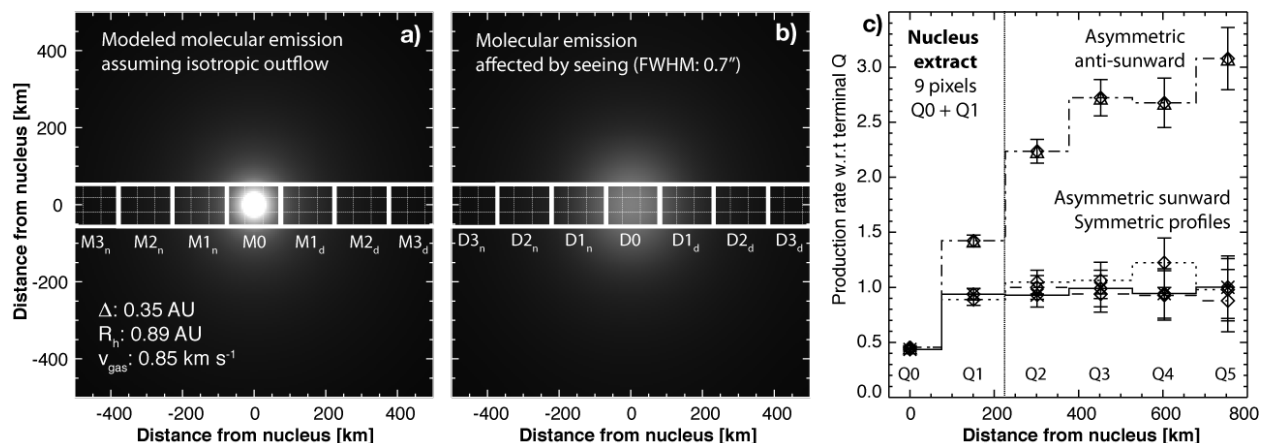 a)
Modeled molecular emission
assuming isotropic outflow
Distance from nucleus [km]
400
200
0
-200
-400
M3n M2n M1n M0 M1d M2d M3d
Δ: 0.35 AU
Rh: 0.89 AU
vgas: 0.85 km s-1
-400 -200 0 200 400
Distance from nucleus [km]
b)
Molecular emission
affected by seeing (FWHM: 0.7")
D3n D2n D1n D0 D1d D2d D3d
-400 -200 0 200 400
Distance from nucleus [km]
c)
Production rate w.r.t terminal Q
3.0
2.5
2.0
1.5
1.0
0.5
0.0
Nucleus
extract
9 pixels
Q0 + Q1
Asymmetric
anti-sunward
Asymmetric sunward
Symmetric profiles
Q0 Q1 Q2 Q3 Q4 Q5
0 200 400 600 800
Distance from nucleus [km]